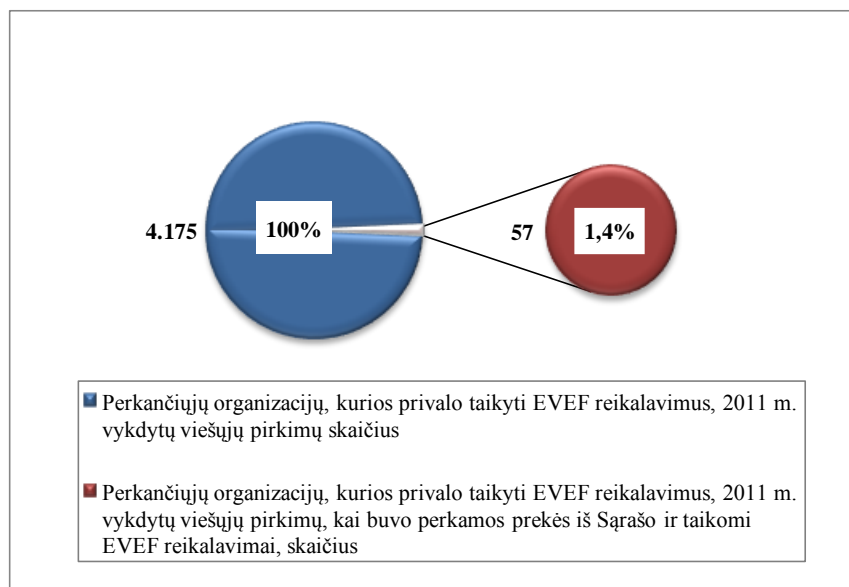 4.175
100%
57
1,4%
Perkančiųjų organizacijų, kurios privalo taikyti EVEF reikalavimus, 2011 m.
vykdytų viešųjų pirkimų skaičius
Perkančiųjų organizacijų, kurios privalo taikyti EVEF reikalavimus, 2011 m.
vykdytų viešųjų pirkimų, kai buvo perkamos prekės iš Sąrašo ir taikomi
EVEF reikalavimai, skaičius